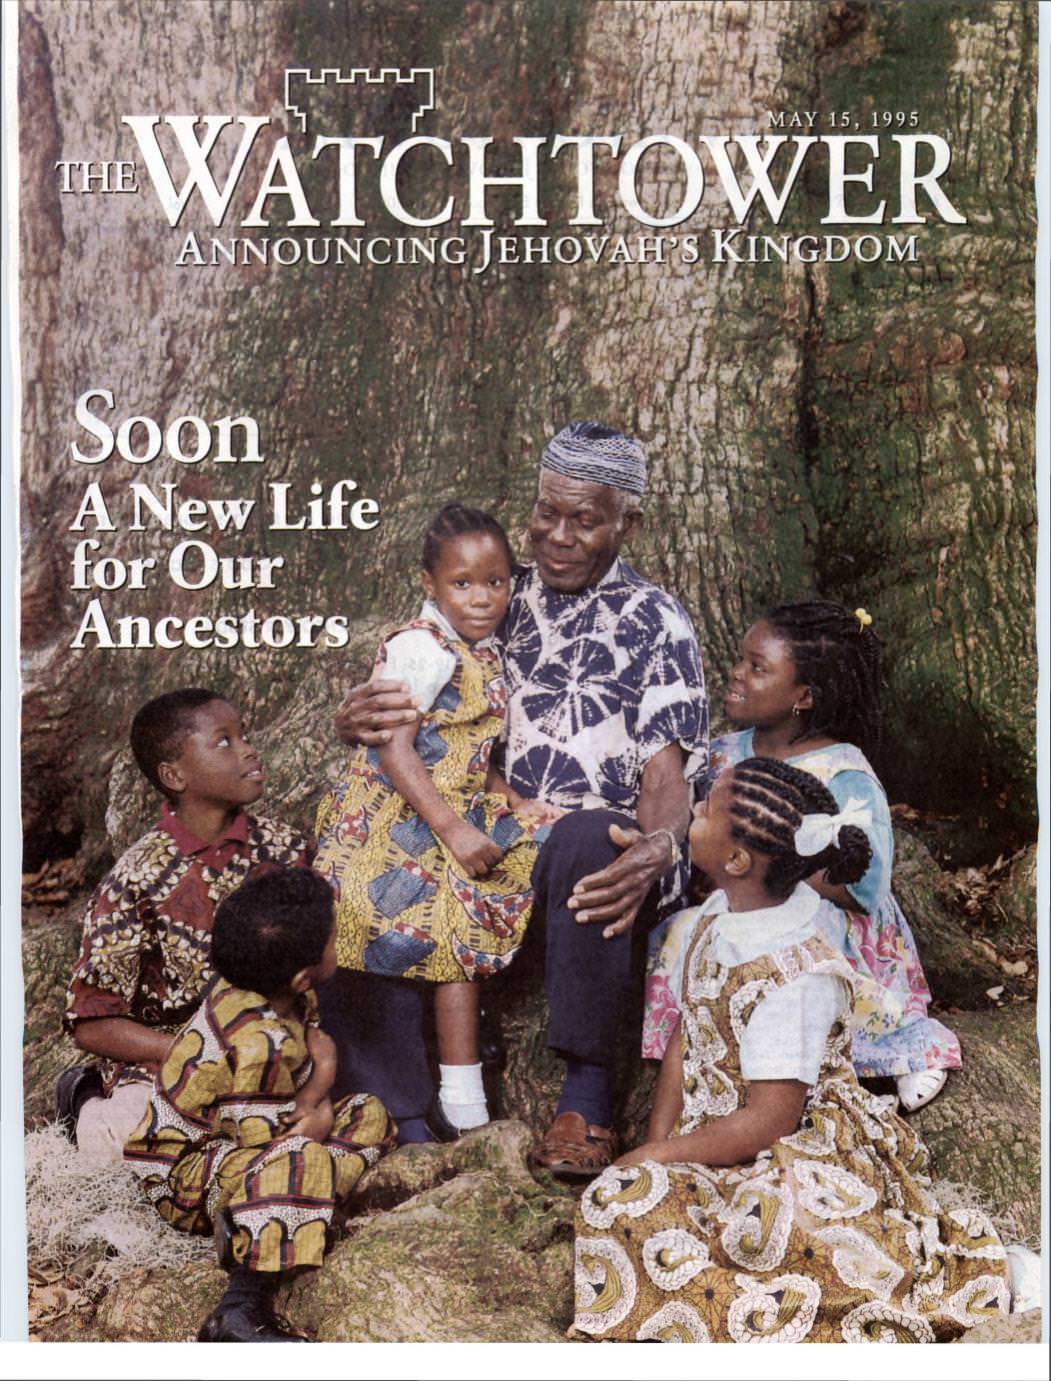 MAY 15, 1995
THE WATCHTOWER
ANNOUNCING JEHOVAH'S KINGDOM
Soon
A New Life
for Our
Ancestors